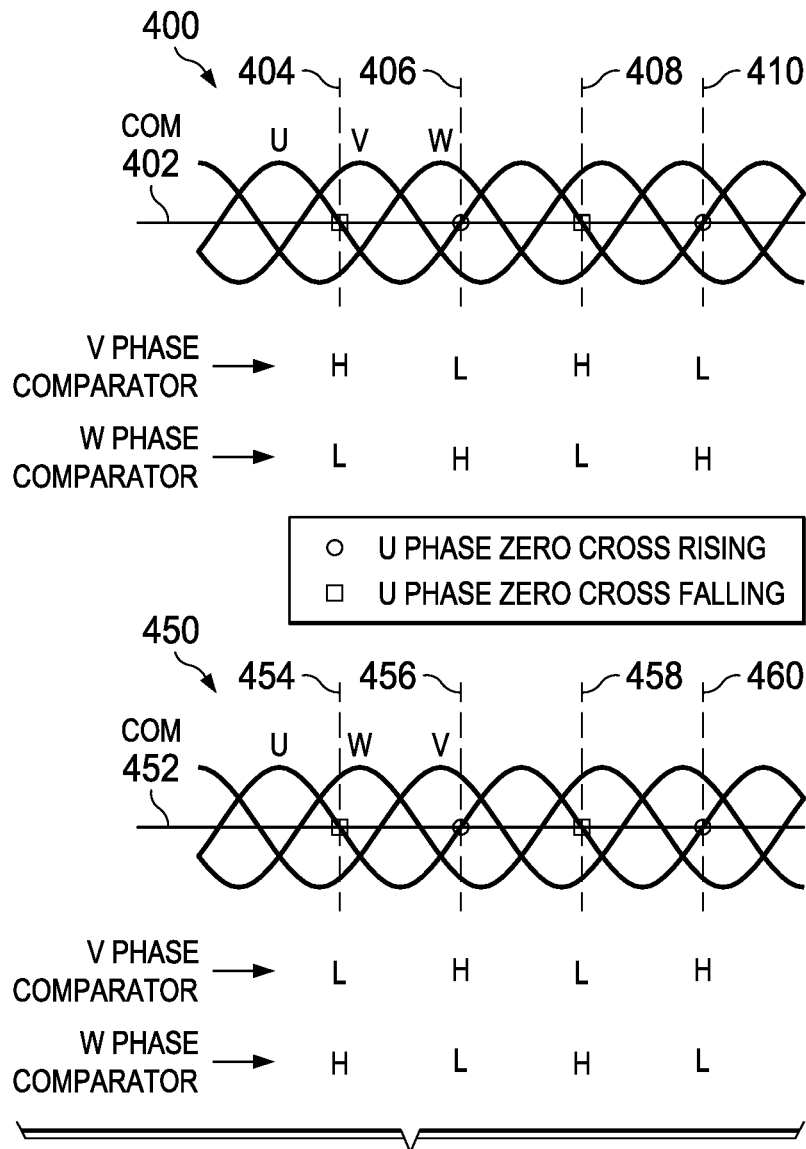 400
404
406
408
410
COM
402
U
V
W
V PHASE
COMPARATOR
H
L
H
L
W PHASE
COMPARATOR
L
H
L
H
U PHASE ZERO CROSS RISING
U PHASE ZERO CROSS FALLING
450
454
456
458
460
COM
452
U
W
V
V PHASE
COMPARATOR
L
H
L
H
W PHASE
COMPARATOR
H
L
H
L